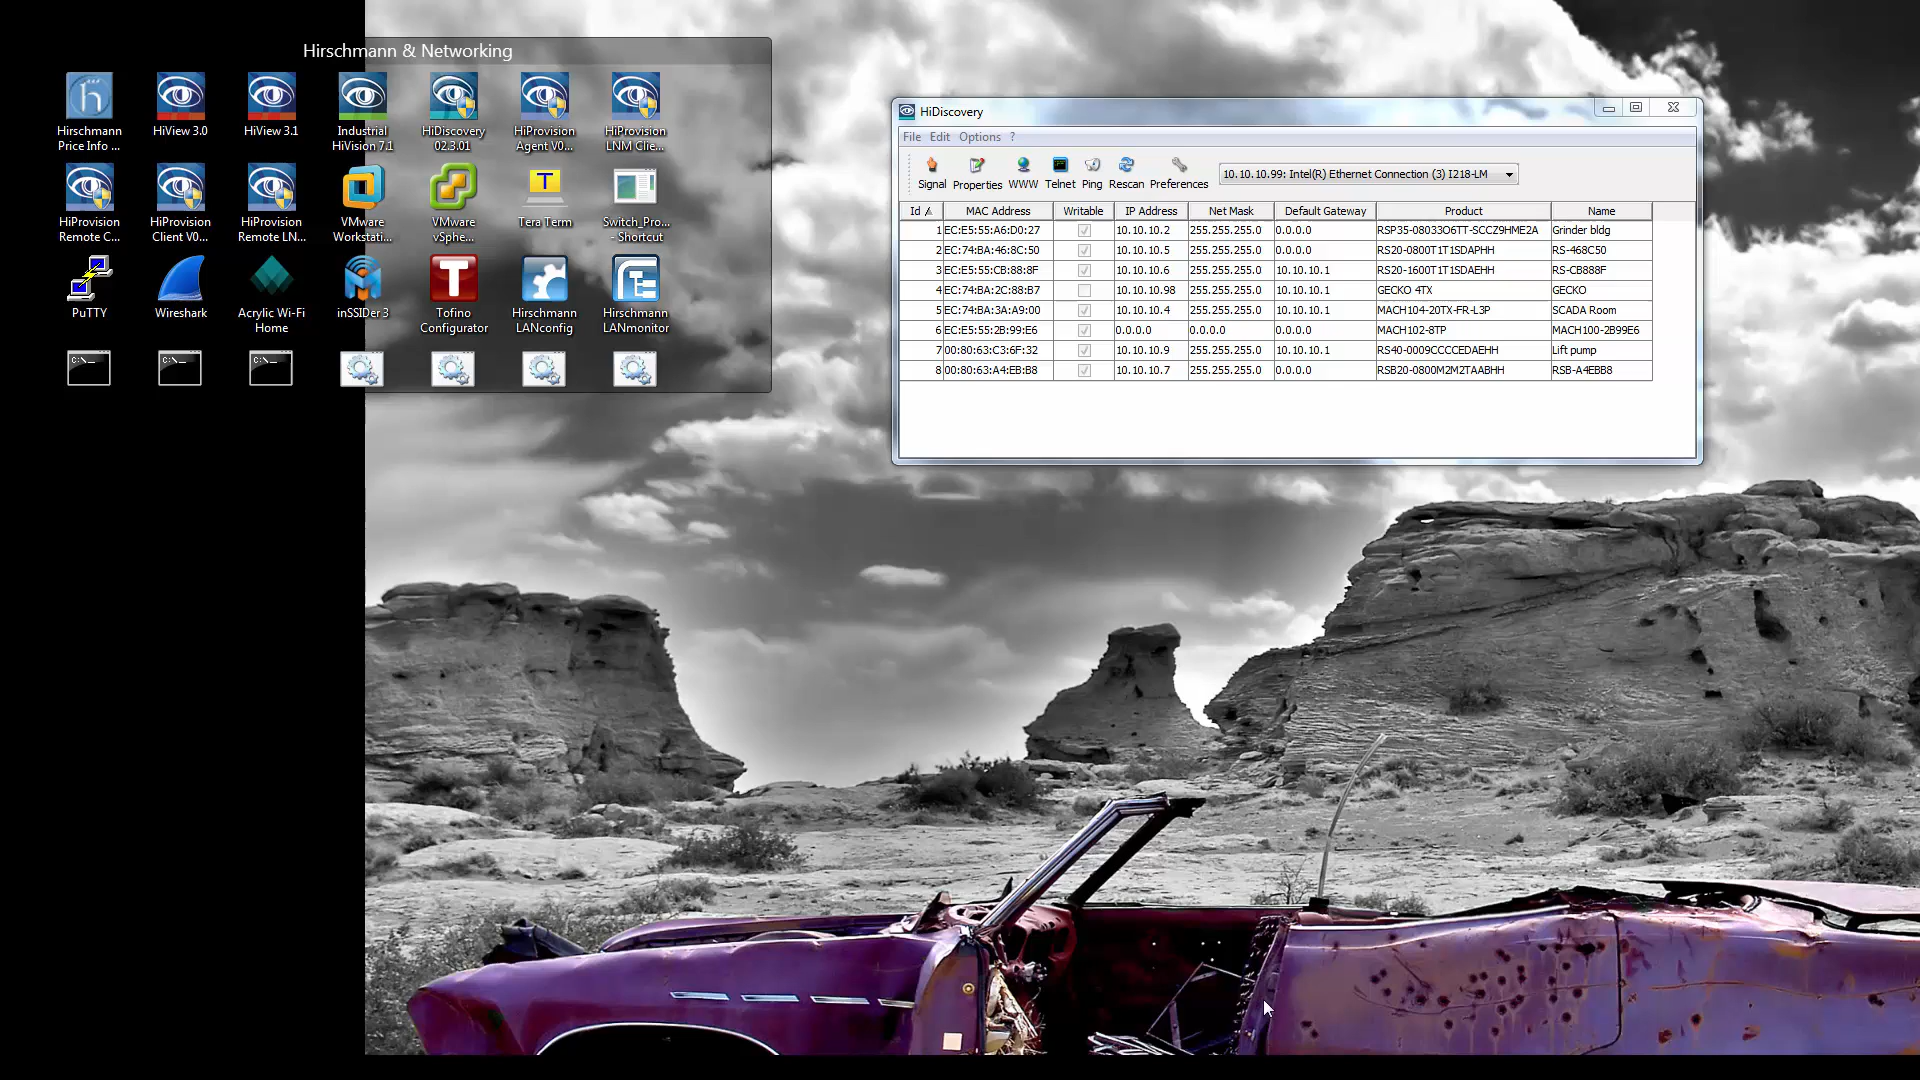 Hirschmann & Networking
Hirschmann
Price Info ...
HiView 3.0
HiView 3.1
Industrial
HiVision 7.1
HiDiscovery
02.3.01
HiProvision
Agent V0...
HiProvision
LNM Clie...
HiProvision
Remote C...
HiProvision
Client V0...
HiProvision
Remote LN...
VMware
Workstati...
VMware
vSphe...
Tera Term
Switch_Pro...
- Shortcut
PuTTY
Wireshark
Acrylic Wi-Fi
Home
inSSIDer 3
Tofino
Configurator
Hirschmann
LANconfig
Hirschmann
LANmonitor
HiDiscovery
File Edit Options ?
Signal Properties WWW Telnet Ping Rescan Preferences 10.10.10.99: Intel(R) Ethernet Connection (3) I218-LM
Id MAC Address Writable IP Address Net Mask Default Gateway Product Name
1 EC:E5:55:A6:D0:27 10.10.10.2 255.255.255.0 0.0.0.0 RSP35-08033O6TT-SCCZ9HME2A Grinder bldg
2 EC:74:BA:46:8C:50 10.10.10.5 255.255.255.0 0.0.0.0 RS20-0800T1T1SDAPHH RS-468C50
3 EC:E5:55:CB:88:8F 10.10.10.6 255.255.255.0 10.10.10.1 RS20-1600T1T1SDAEHH RS-CB888F
4 EC:74:BA:2C:88:B7 10.10.10.98 255.255.255.0 10.10.10.1 GECKO 4TX GECKO
5 EC:74:BA:3A:A9:00 10.10.10.4 255.255.255.0 10.10.10.1 MACH104-20TX-FR-L3P SCADA Room
6 EC:E5:55:2B:99:E6 0.0.0.0 0.0.0.0 0.0.0.0 MACH102-8TP MACH100-2B99E6
7 00:80:63:C3:6F:32 10.10.10.9 255.255.255.0 10.10.10.1 RS40-0009CCCCEDAEHH Lift pump
8 00:80:63:A4:EB:B8 10.10.10.7 255.255.255.0 0.0.0.0 RSB20-0800M2M2TAABHH RSB-A4EBB8